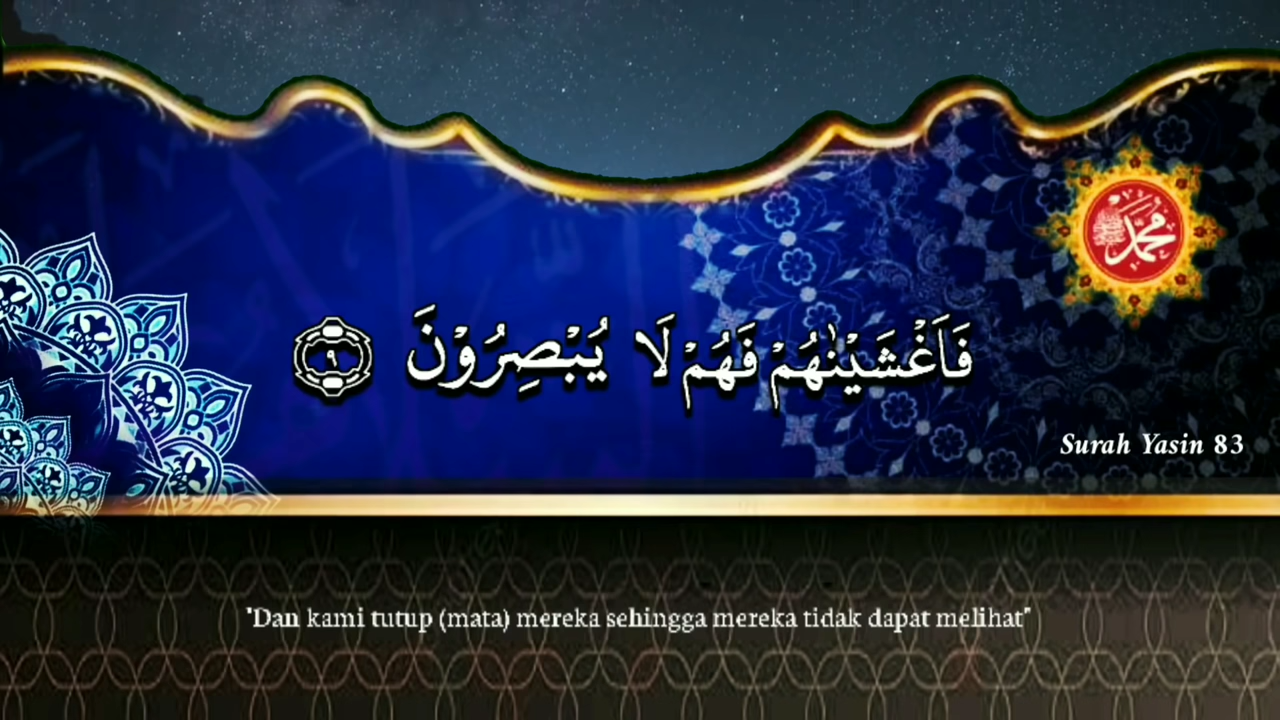 محمد
فَاَغْشَيْنٰهُمْ فَهُمْ لَا يُبْصِرُوْنَ ٩
Surah Yasin 83
"Dan kami tutup (mata) mereka sehingga mereka tidak dapat melihat"